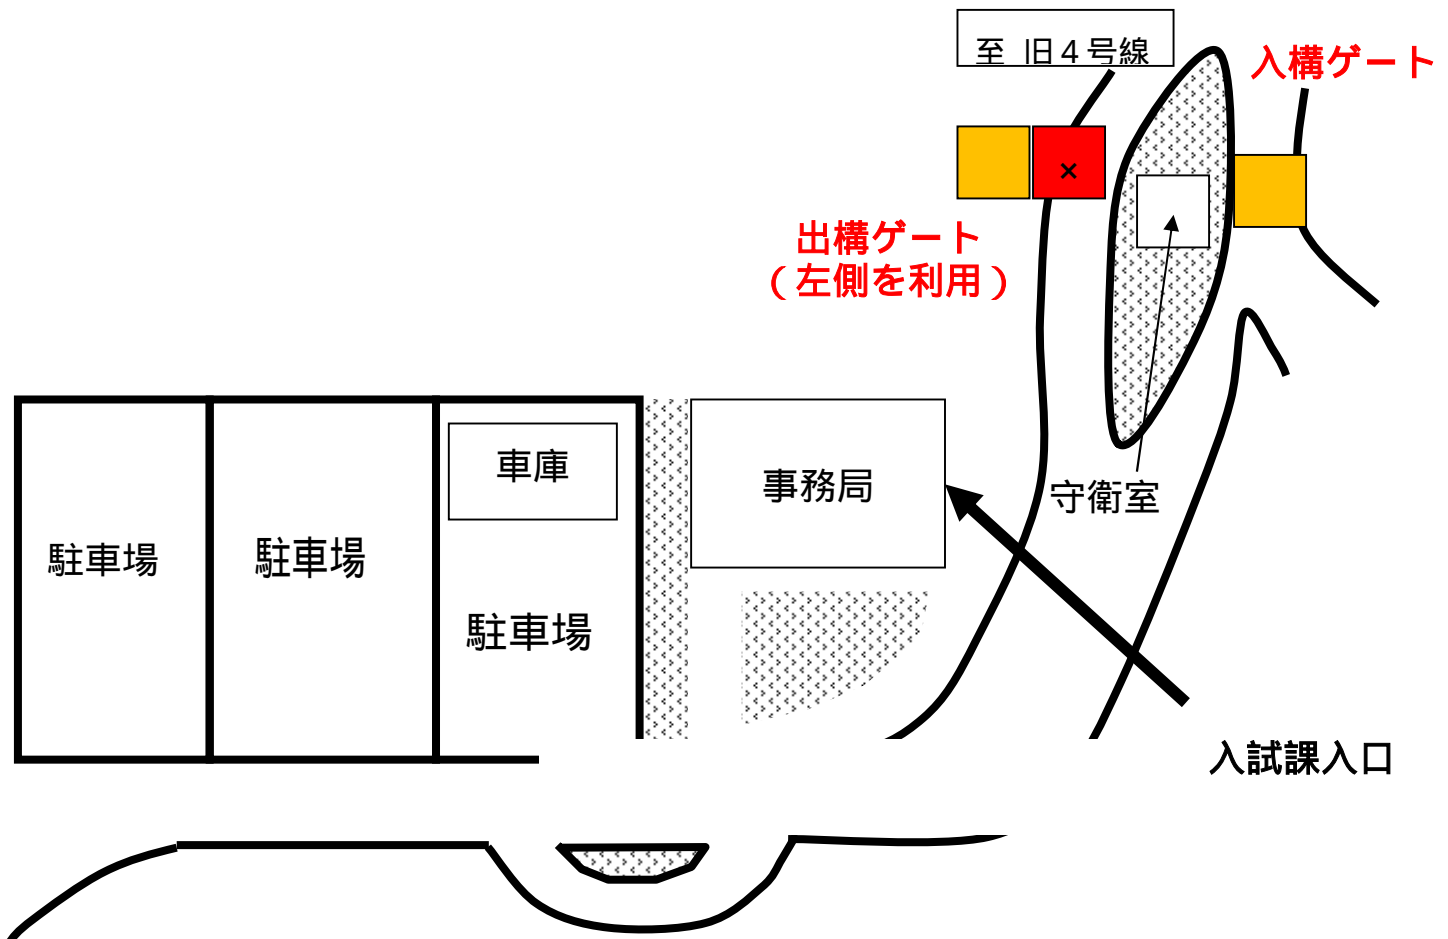 至 旧４号線
入構ゲート
×
出構ゲート
（左側を利用）
車庫
事務局
守衛室
駐車場
駐車場
駐車場
入試課入口